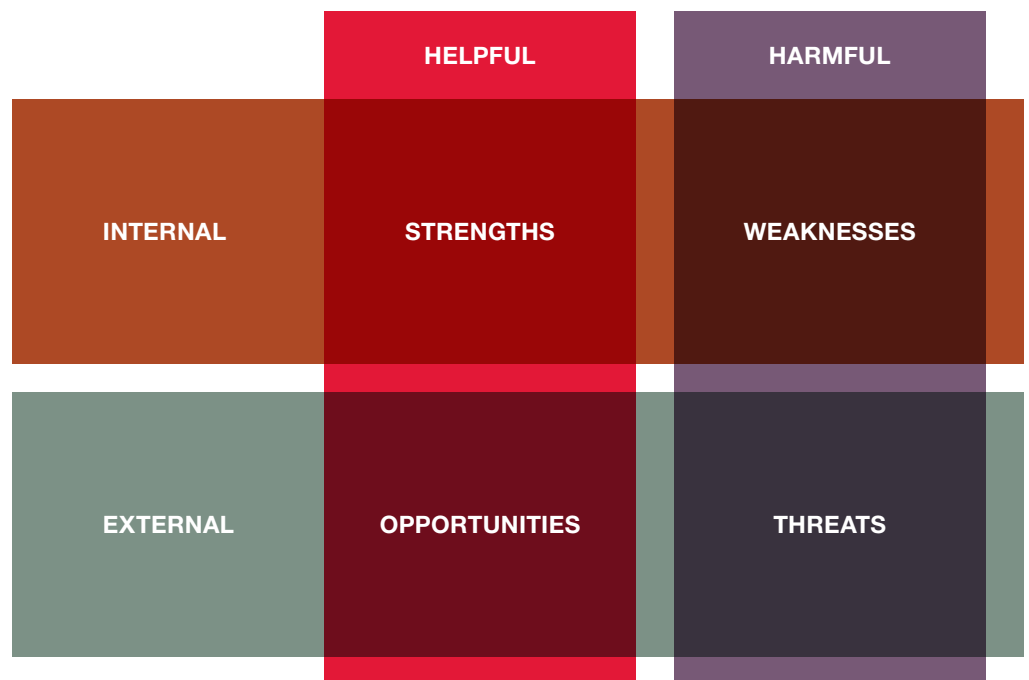 HELPFUL
HARMFUL
INTERNAL
STRENGTHS
WEAKNESSES
EXTERNAL
OPPORTUNITIES
THREATS